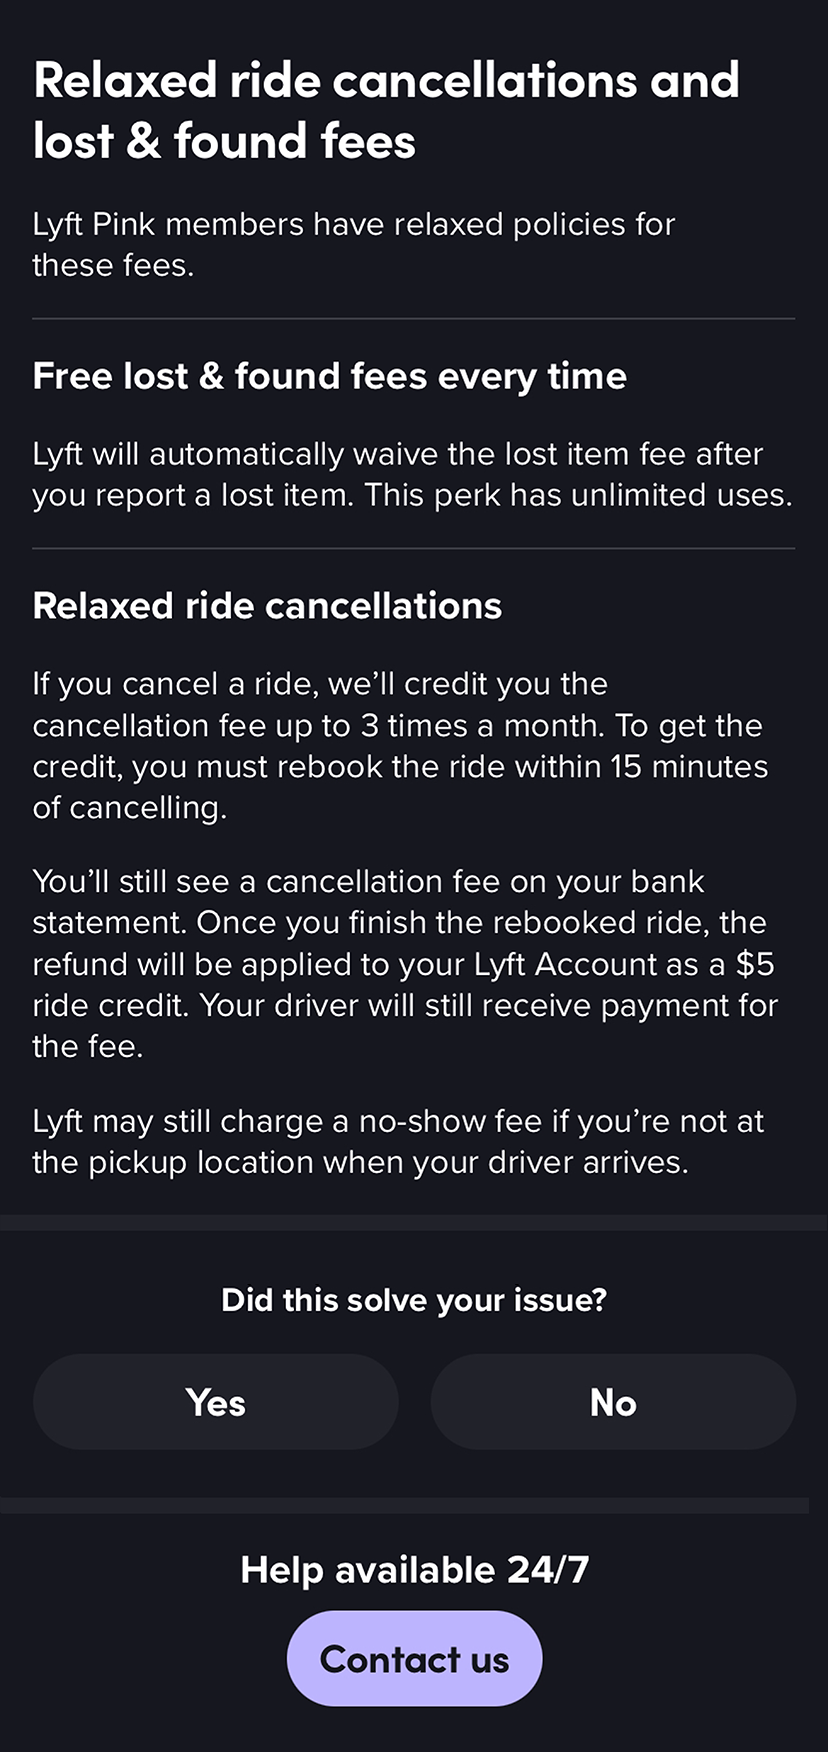 Relaxed ride cancellations and
lost & found fees
Lyft Pink members have relaxed policies for
these fees.
Free lost & found fees every time
Lyft will automatically waive the lost item fee after
you report a lost item. This perk has unlimited uses.
Relaxed ride cancellations
If you cancel a ride, we’ll credit you the
cancellation fee up to 3 times a month. To get the
credit, you must rebook the ride within 15 minutes
of cancelling.
You’ll still see a cancellation fee on your bank
statement. Once you finish the rebooked ride, the
refund will be applied to your Lyft Account as a $5
ride credit. Your driver will still receive payment for
the fee.
Lyft may still charge a no-show fee if you’re not at
the pickup location when your driver arrives.
Did this solve your issue?
Yes
No
Help available 24/7
Contact us